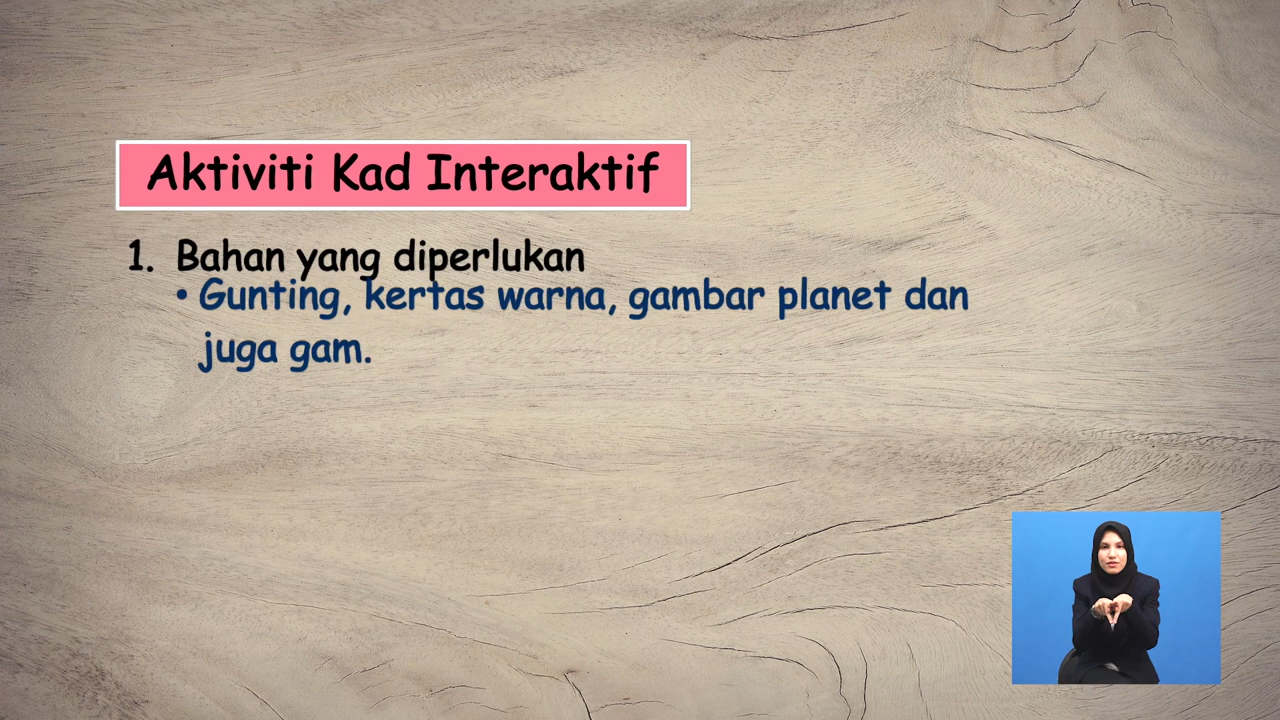 Aktiviti Kad Interaktif
1. Bahan yang diperlukan
• Gunting, kertas warna, gambar planet dan
juga gam.